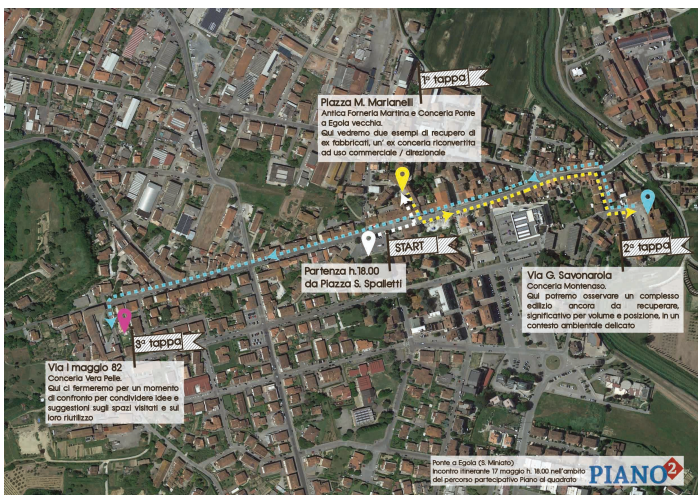 1° tappa
Piazza M. Marianelli
Antica Forneria Martina e Conceria Ponte
a Egola vecchia.
Qui vedremo due esempi di recupero di
ex fabbricati, un' ex conceria riconvertita
ad uso commerciale / direzionale
START
Partenza h.18.00
da Piazza S. Spalletti
2° tappa
Via G. Savonarola
Conceria Montenaso.
Qui potremo osservare un complesso
edilizio ancora da recuperare,
significativo per volume e posizione, in un
contesto ambientale delicato
3° tappa
Via I maggio 82
Conceria Vera Pelle.
Qui ci fermeremo per un momento
di confronto per condividere idee e
suggestioni sugli spazi visitati e sul
loro riutilizzo
Ponte a Egola (S. Miniato)
Incontro itinerante 17 maggio h. 18.00 nell'ambito
del percorso partecipativo Piano al quadrato
PIANO2